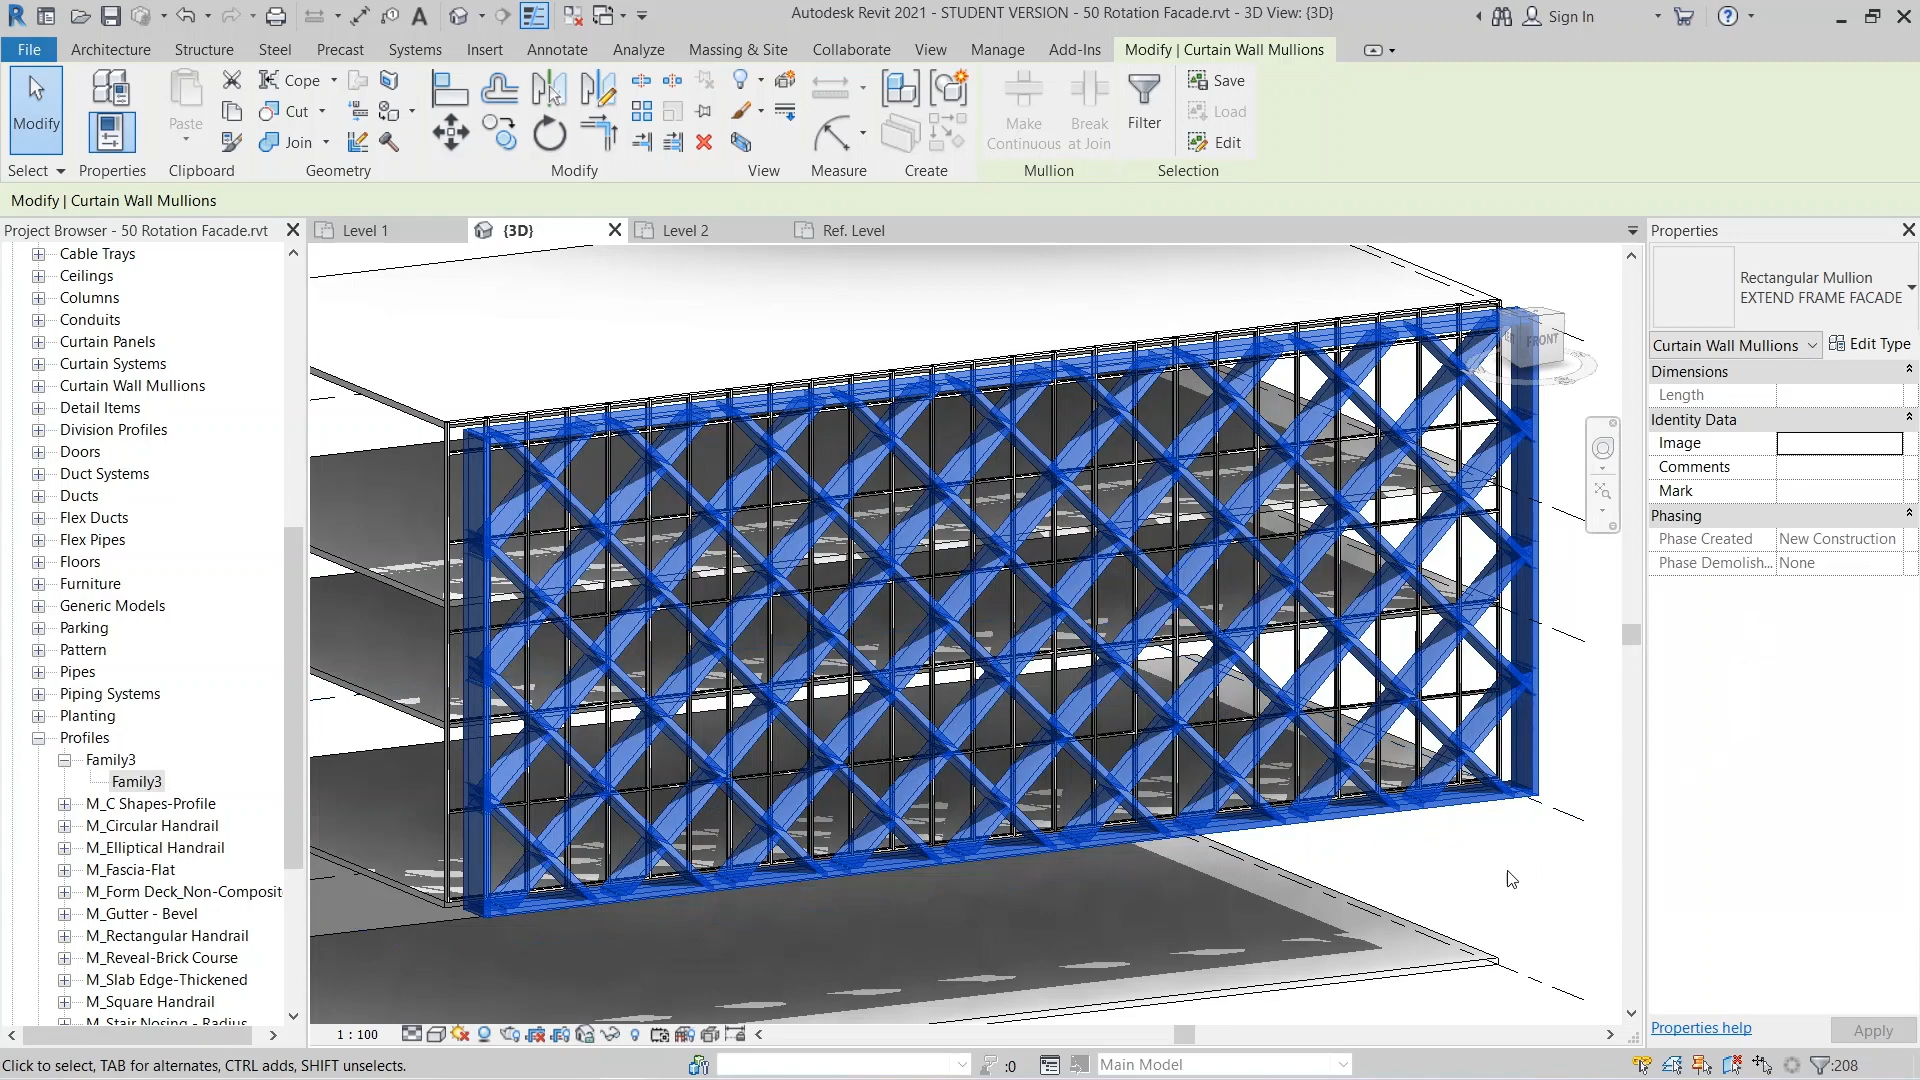 Autodesk Revit 2021 - STUDENT VERSION - 50 Rotation Facade.rvt - 3D View: {3D}
Sign In
File
Architecture
Structure
Steel
Precast
Systems
Insert
Annotate
Analyze
Massing & Site
Collaborate
View
Manage
Add-Ins
Modify | Curtain Wall Mullions
Modify
Paste
Cope
Cut
Join
Make
Continuous
Break
at Join
Filter
Save
Load
Edit
Select
Properties
Clipboard
Geometry
Modify
View
Measure
Create
Mullion
Selection
Modify | Curtain Wall Mullions
Project Browser - 50 Rotation Facade.rvt
Cable Trays
Ceilings
Columns
Conduits
Curtain Panels
Curtain Systems
Curtain Wall Mullions
Detail Items
Division Profiles
Doors
Duct Systems
Ducts
Flex Ducts
Flex Pipes
Floors
Furniture
Generic Models
Parking
Pattern
Pipes
Piping Systems
Planting
Profiles
Family3
Family3
M_C Shapes-Profile
M_Circular Handrail
M_Elliptical Handrail
M_Fascia-Flat
M_Form Deck_Non-Composit
M_Gutter - Bevel
M_Rectangular Handrail
M_Reveal-Brick Course
M_Slab Edge-Thickened
M_Square Handrail
M_Stair Nosing - Radius
Level 1
{3D}
Level 2
Ref. Level
FRONT
1 : 100
Properties
Rectangular Mullion
EXTEND FRAME FACADE
Curtain Wall Mullions
Edit Type
Dimensions
Length
Identity Data
Image
Comments
Mark
Phasing
Phase Created
New Construction
Phase Demolish...
None
Properties help
Apply
Click to select, TAB for alternates, CTRL adds, SHIFT unselects.
:0
Main Model
:208